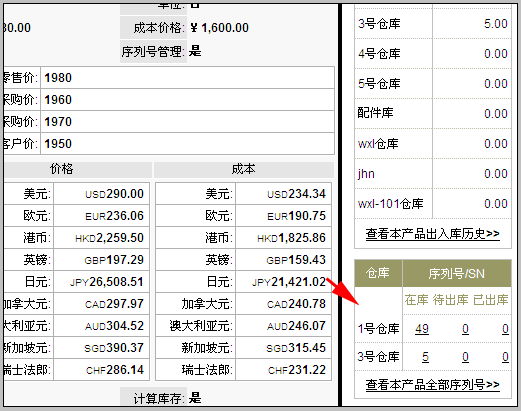 单位:
30.00 成本价格: ¥ 1,600.00
序列号管理: 是
零售价: 1980
采购价: 1960
采购价: 1970
客户价: 1950
价格 成本
美元: USD290.00 USD234.34
欧元: EUR236.06 欧元: EUR190.75
港币: HKD2,259.50 港币: HKD1,825.86
英镑: GBP197.29 英镑: GBP159.43
日元: JPY26,508.51 日元: JPY21,421.02
加拿大元: CAD297.97 加拿大元: CAD240.78
澳大利亚元: AUD304.52 澳大利亚元: AUD246.07
新加坡元: SGD390.37 新加坡元: SGD315.45
瑞士法郎: CHF286.14 瑞士法郎: CHF231.22
计算库存: 是
3号仓库 5.00
4号仓库 0.00
5号仓库 0.00
配件库 0.00
wxl仓库 0.00
jhn 0.00
wxl-101仓库 0.00
查看本产品出入库历史>>
仓库 序列号/SN
在库 待出库 已出库
1号仓库 49 0 0
3号仓库 5 0 0
查看本产品全部序列号>>